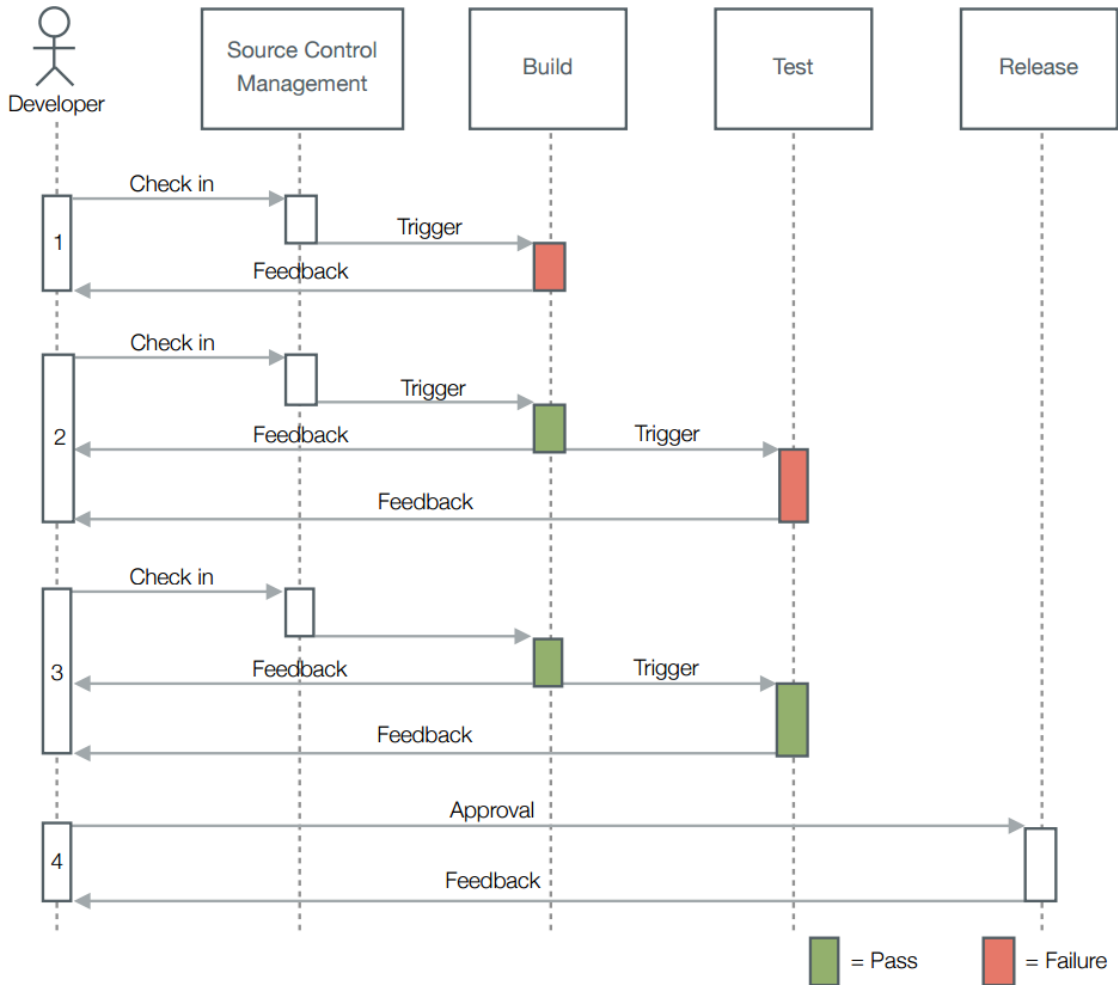 Developer
Source Control
Management
Build
Test
Release
Check in
Trigger
1
Feedback
Check in
Trigger
2
Feedback
Trigger
Feedback
Check in
3
Feedback
Trigger
Feedback
Approval
4
Feedback
= Pass
= Failure